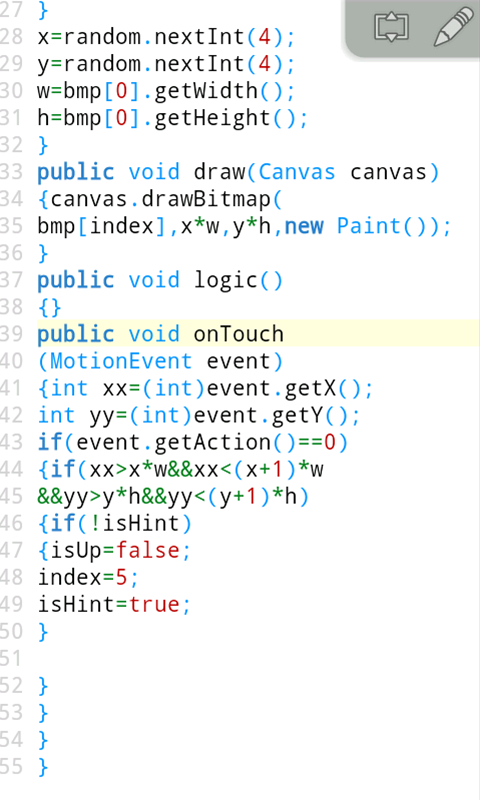 27 }
28 x=random.nextInt(4);
29 y=random.nextInt(4);
30 w=bmp[0].getWidth();
31 h=bmp[0].getHeight();
32 }
33 public void draw(Canvas canvas)
34 {canvas.drawBitmap(
35 bmp[index],x*w,y*h,new Paint());
36 }
37 public void logic()
38 {}
39 public void onTouch
40 (MotionEvent event)
41 {int xx=(int)event.getX();
42 int yy=(int)event.getY();
43 if(event.getAction()==0)
44 {if(xx>x*w&&xx<(x+1)*w
45 &&yy>y*h&&yy<(y+1)*h)
46 {if(!isHint)
47 {isUp=false;
48 index=5;
49 isHint=true;
50 }
51
52 }
53 }
54 }
55 }